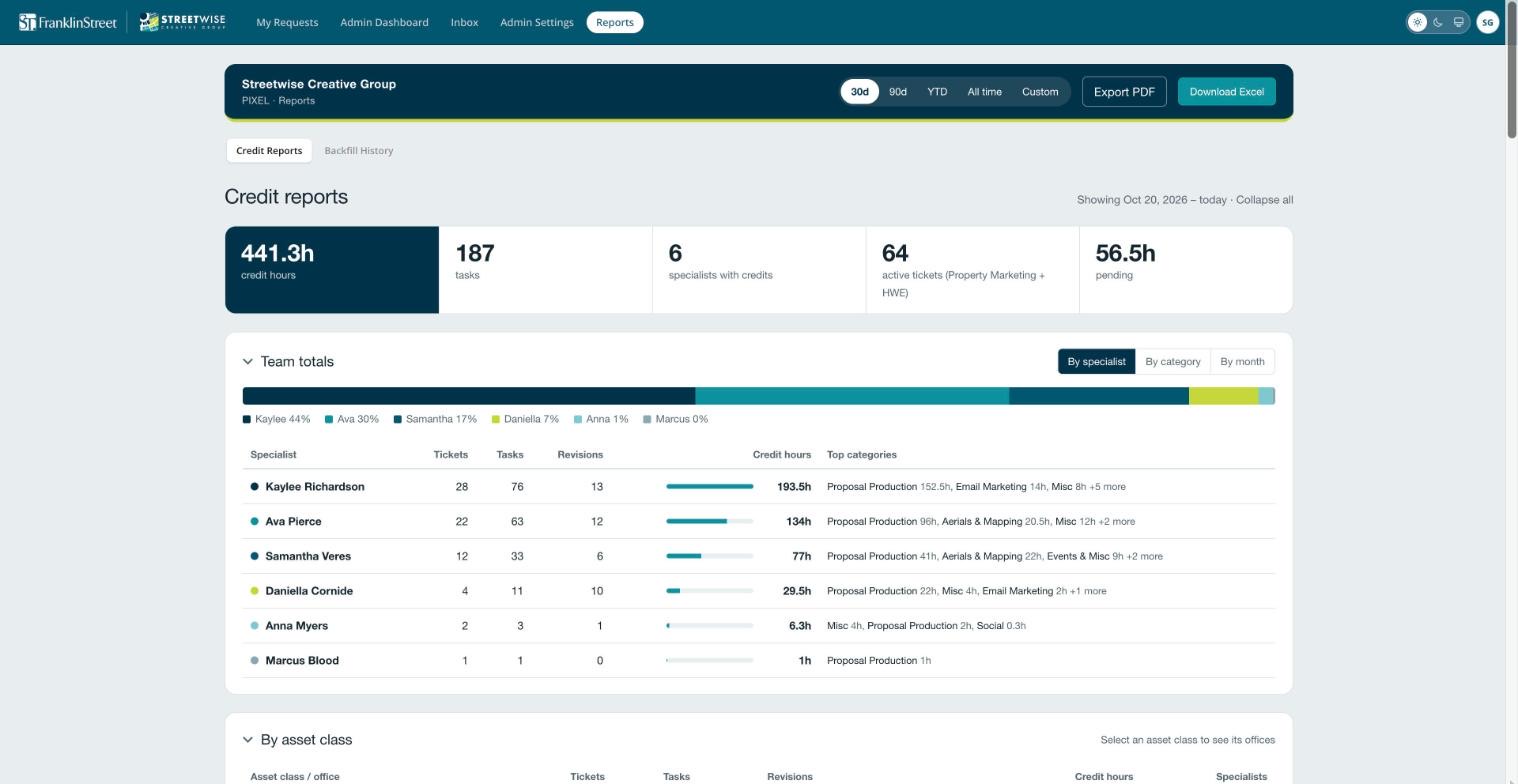 FranklinStreet STREETWISE CREATIVE GROUP My Requests Admin Dashboard Inbox Admin Settings Reports SG
Streetwise Creative Group
PIXEL · Reports
30d 90d YTD All time Custom Export PDF Download Excel
Credit Reports Backfill History
Credit reports
Showing Oct 20, 2026 – today · Collapse all
441.3h
credit hours
187
tasks
6
specialists with credits
64
active tickets (Property Marketing +
HWE)
56.5h
pending
Team totals
By specialist By category By month
Kaylee 44% Ava 30% Samantha 17% Daniella 7% Anna 1% Marcus 0%
Specialist Tickets Tasks Revisions Credit hours Top categories
Kaylee Richardson 28 76 13 193.5h Proposal Production 152.5h, Email Marketing 14h, Misc 8h +5 more
Ava Pierce 22 63 12 134h Proposal Production 96h, Aerials & Mapping 20.5h, Misc 12h +2 more
Samantha Veres 12 33 6 77h Proposal Production 41h, Aerials & Mapping 22h, Events & Misc 9h +2 more
Daniella Cornide 4 11 10 29.5h Proposal Production 22h, Misc 4h, Email Marketing 2h +1 more
Anna Myers 2 3 1 6.3h Misc 4h, Proposal Production 2h, Social 0.3h
Marcus Blood 1 1 0 1h Proposal Production 1h
By asset class
Select an asset class to see its offices
Asset class / office Tickets Tasks Revisions Credit hours Specialists